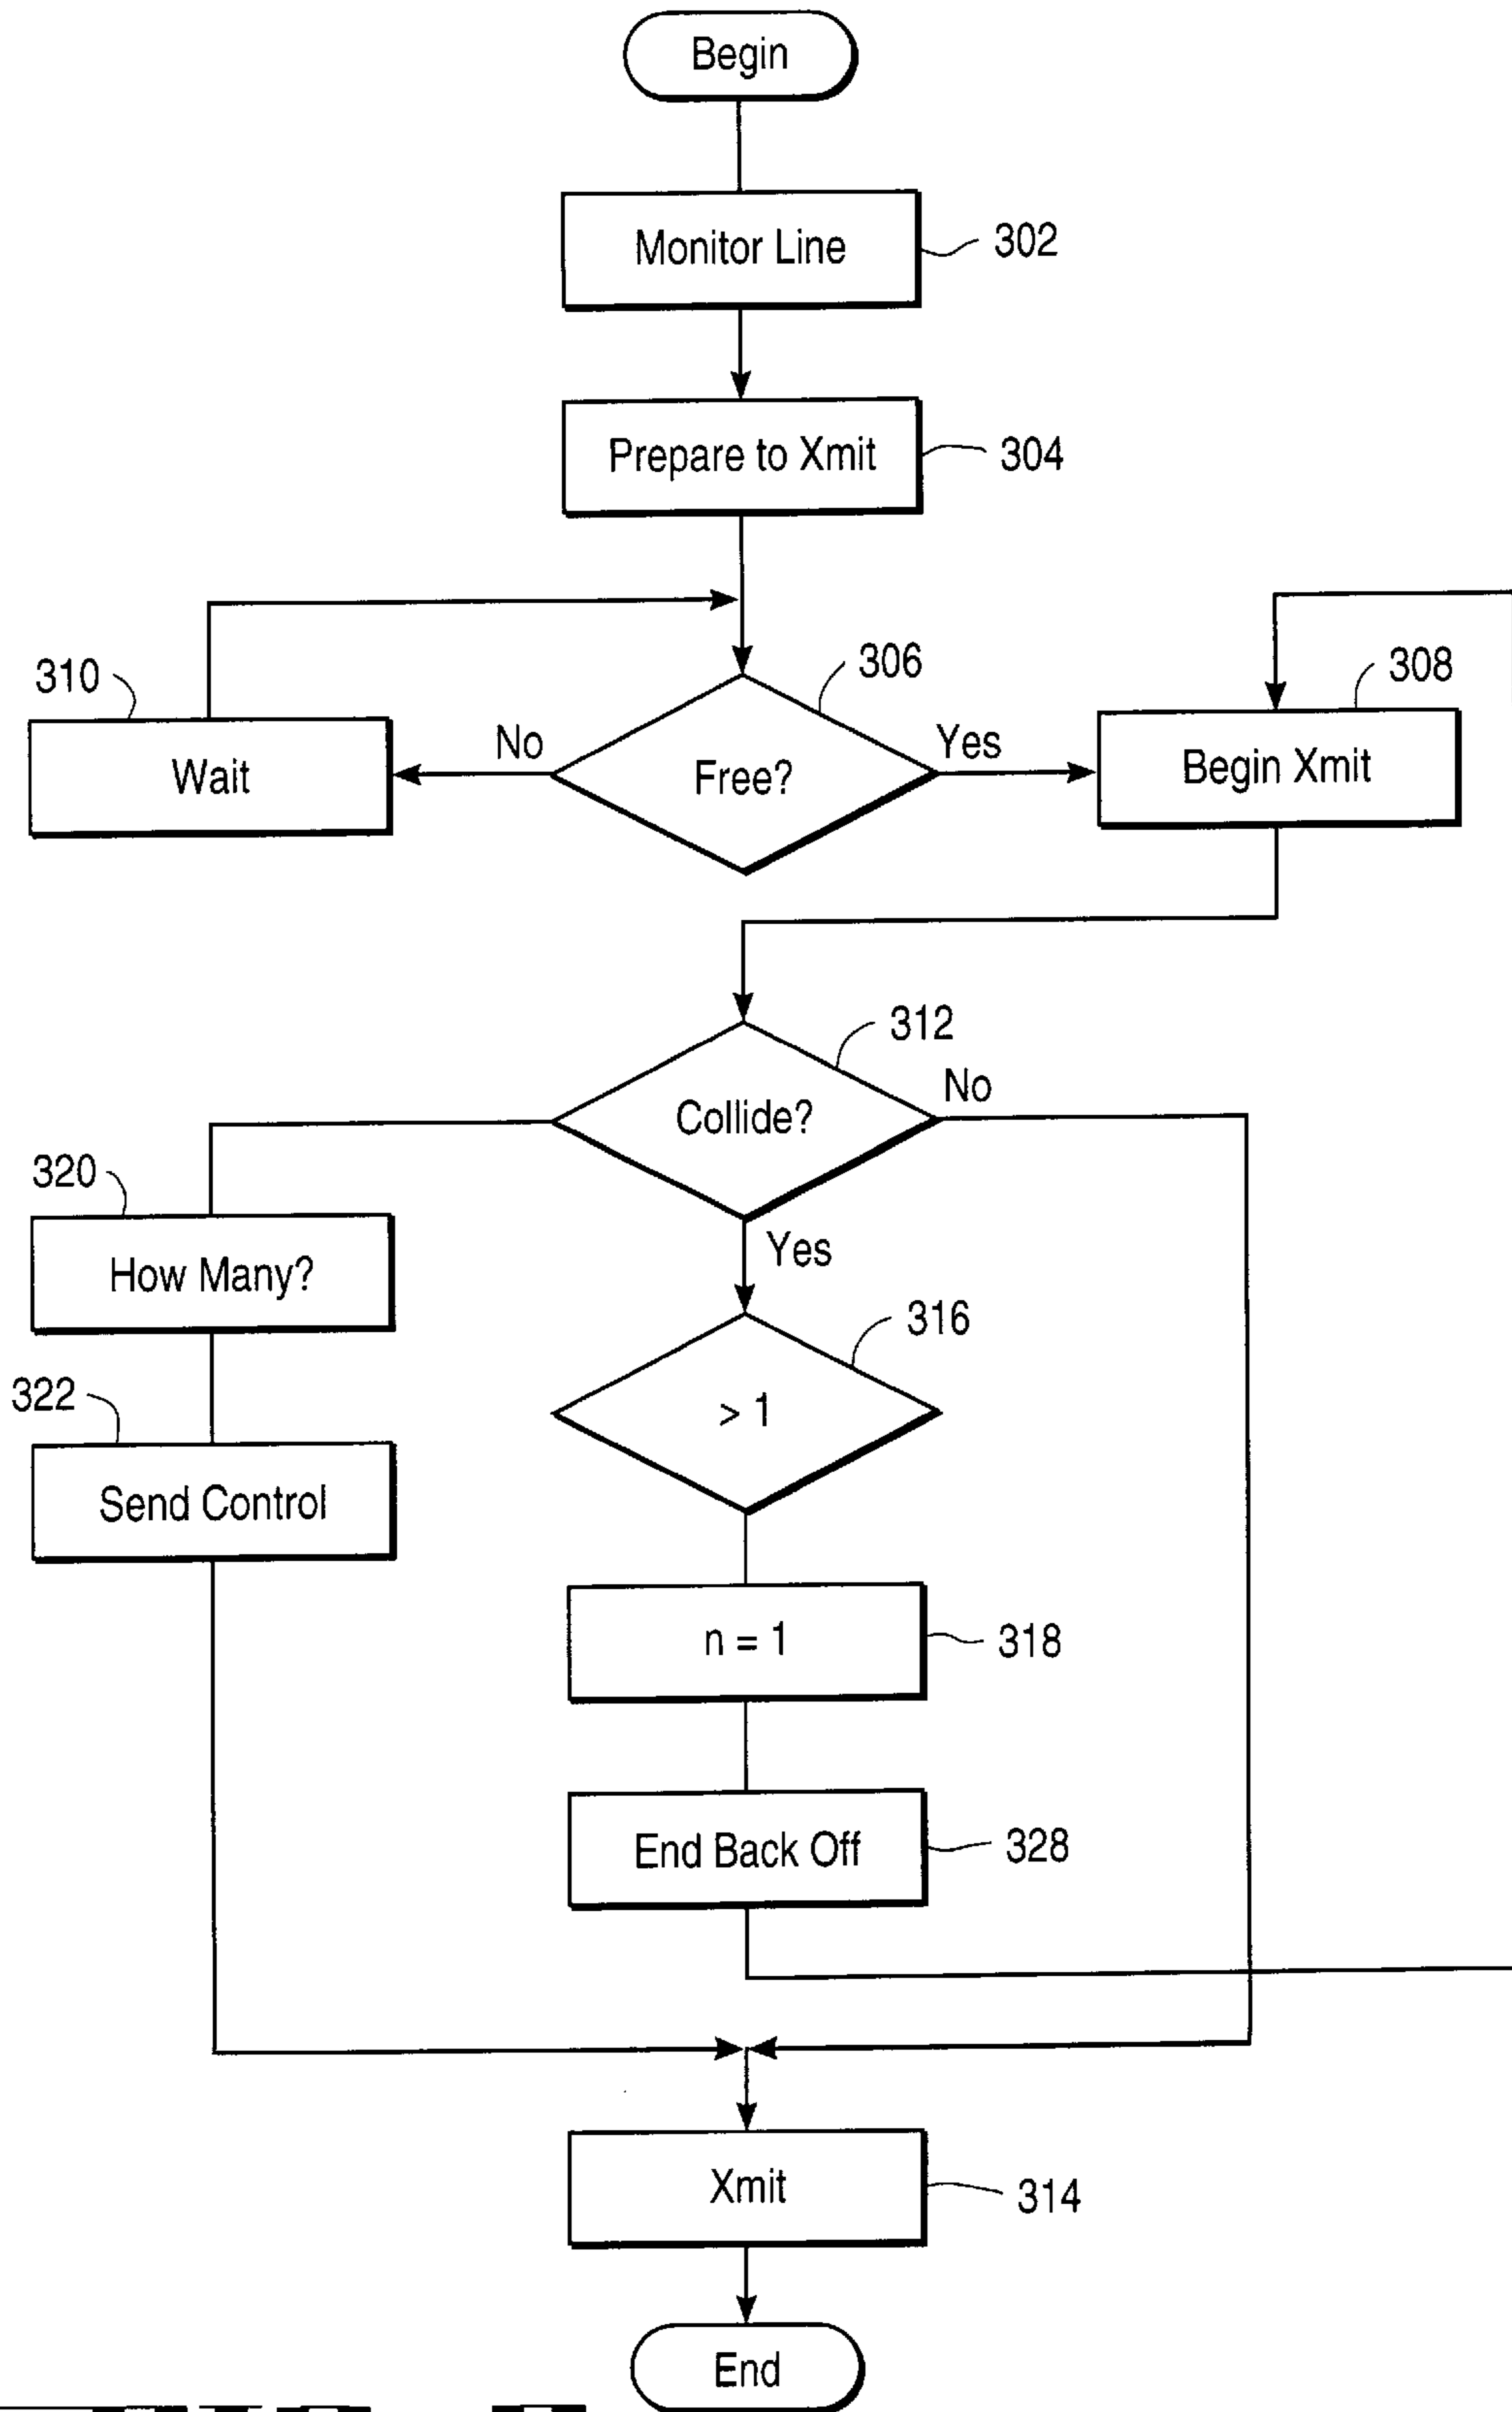 Begin
Monitor Line
302
Prepare to Xmit
304
310
306
308
Wait
No
Free?
Yes
Begin Xmit
312
Collide?
No
320
How Many?
Yes
316
322
> 1
Send Control
n = 1
318
End Back Off
328
Xmit
314
End